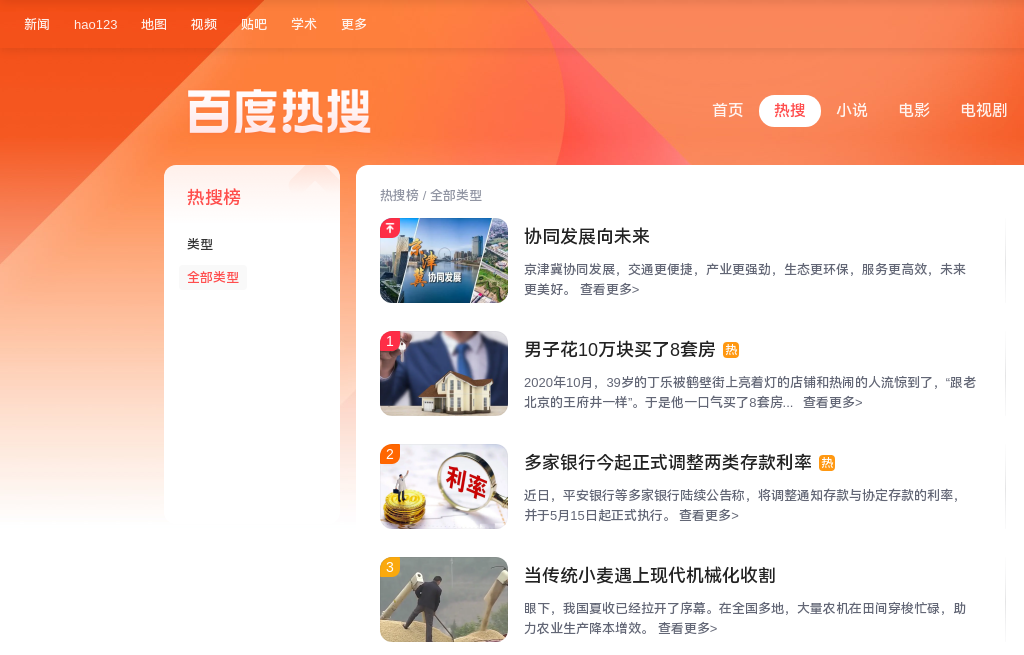 新闻 hao123 地图 视频 贴吧 学术 更多
百度热搜
首页 热搜 小说 电影 电视剧
热搜榜
类型
全部类型
热搜榜 / 全部类型
京津冀
协同发展
协同发展向未来
京津冀协同发展，交通更便捷，产业更强劲，生态更环保，服务更高效，未来
更美好。 查看更多>
1
男子花10万块买了8套房 热
2020年10月，39岁的丁乐被鹤壁街上亮着灯的店铺和热闹的人流惊到了，“跟老
北京的王府井一样”。于是他一口气买了8套房... 查看更多>
2
利率
多家银行今起正式调整两类存款利率 热
近日，平安银行等多家银行陆续公告称，将调整通知存款与协定存款的利率，
并于5月15日起正式执行。 查看更多>
3
当传统小麦遇上现代机械化收割
眼下，我国夏收已经拉开了序幕。在全国多地，大量农机在田间穿梭忙碌，助
力农业生产降本增效。 查看更多>